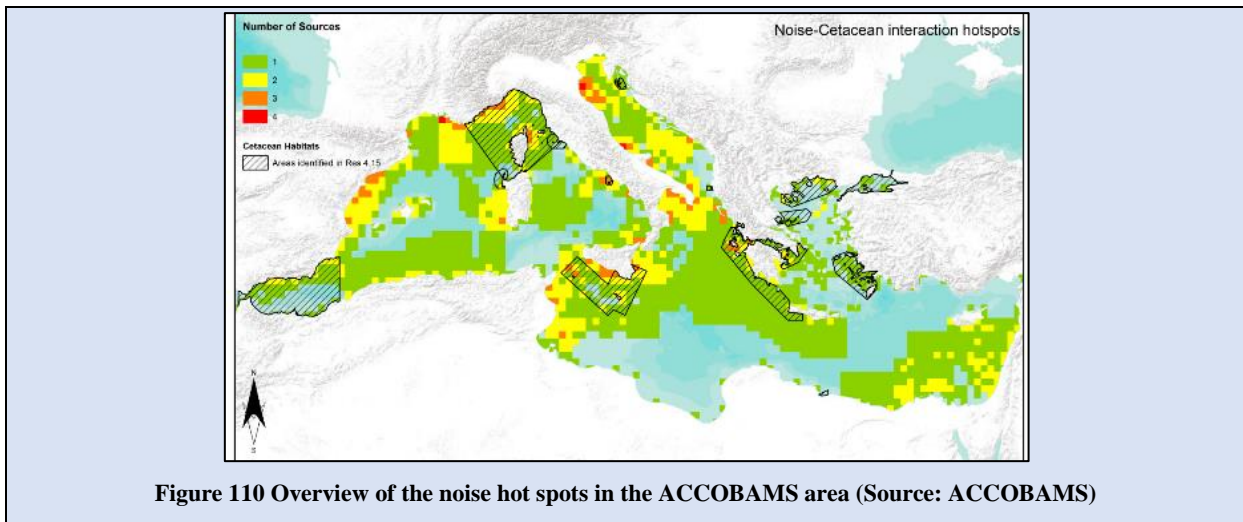 Noise-Cetacean interaction hotspots
Number of Sources
1
2
3
4
Cetacean Habitats
Areas identified in Res 4.15
N
S
Figure 110 Overview of the noise hot spots in the ACCOBAMS area (Source: ACCOBAMS)